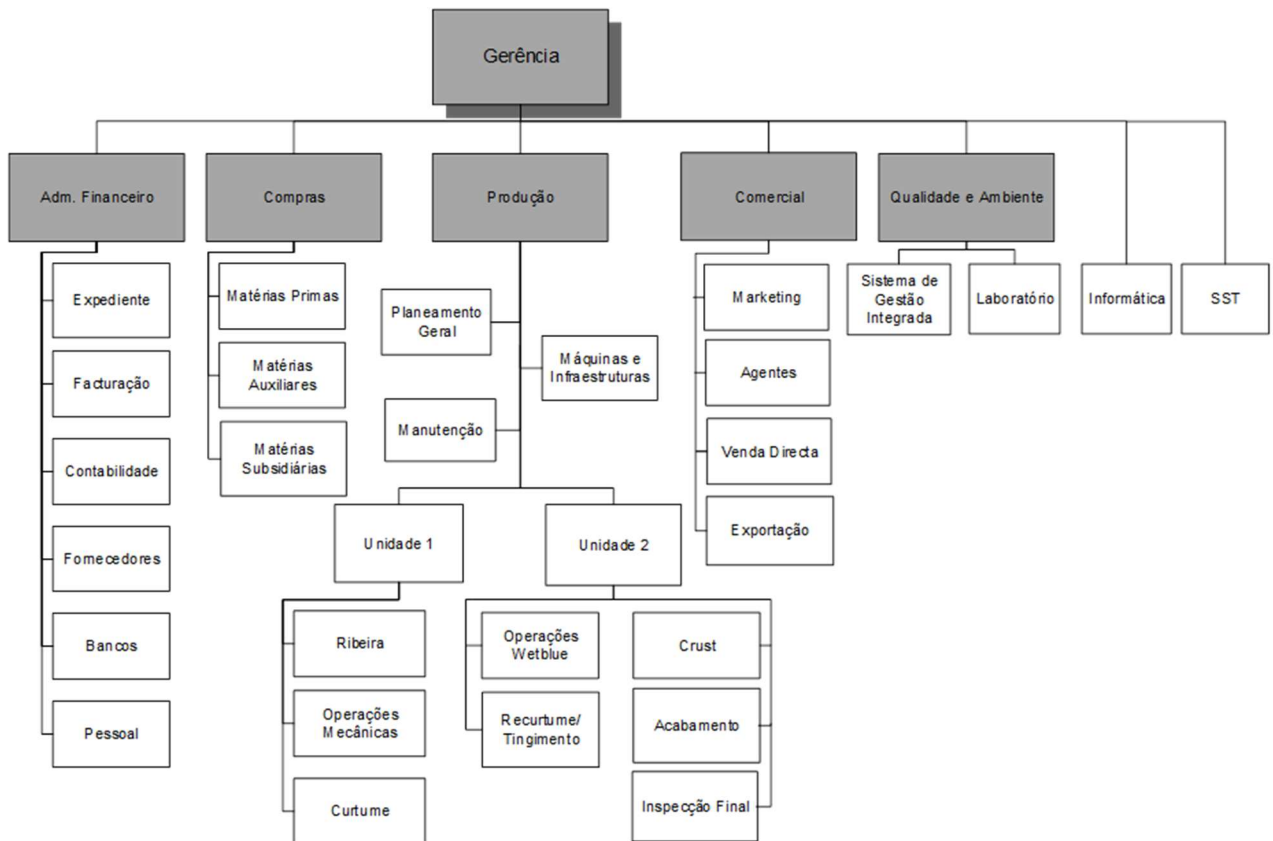 Gerência
Adm. Financeiro
Compras
Produção
Comercial
Qualidade e Ambiente
Expediente
Facturação
Contabilidade
Fornecedores
Bancos
Pessoal
Matérias Primas
Matérias
Auxiliares
Matérias
Subsidiárias
Planeamento
Geral
Máquinas e
Infraestruturas
Manutenção
Unidade 1
Unidade 2
Ribeira
Operações
Mecânicas
Curtume
Operações
Wetblue
Recurtume/
Tingimento
Crust
Acabamento
Inspecção Final
Marketing
Agentes
Venda Directa
Exportação
Sistema de
Gestão
Integrada
Laboratório
Informática
SST